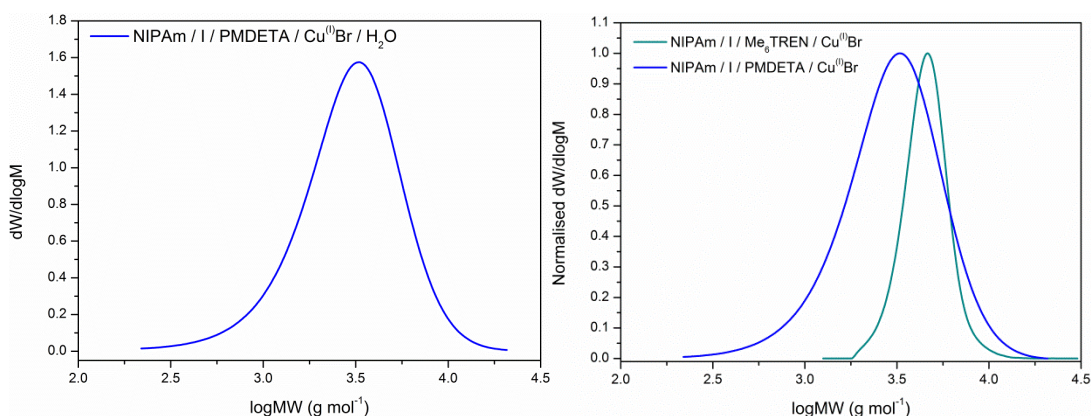 1.8
1.6
1.4
1.2
1.0
0.8
0.6
0.4
0.2
0.0
dW/dlogM
NIPAm / I / PMDETA / Cu(I)Br / H2O
2.0 2.5 3.0 3.5 4.0 4.5
logMW (g mol-1)
1.1
1.0
0.9
0.8
0.7
0.6
0.5
0.4
0.3
0.2
0.1
0.0
Normalised dW/dlogM
NIPAm / I / Me6TREN / Cu(I)Br
NIPAm / I / PMDETA / Cu(I)Br
2.0 2.5 3.0 3.5 4.0 4.5
logMW (g mol-1)